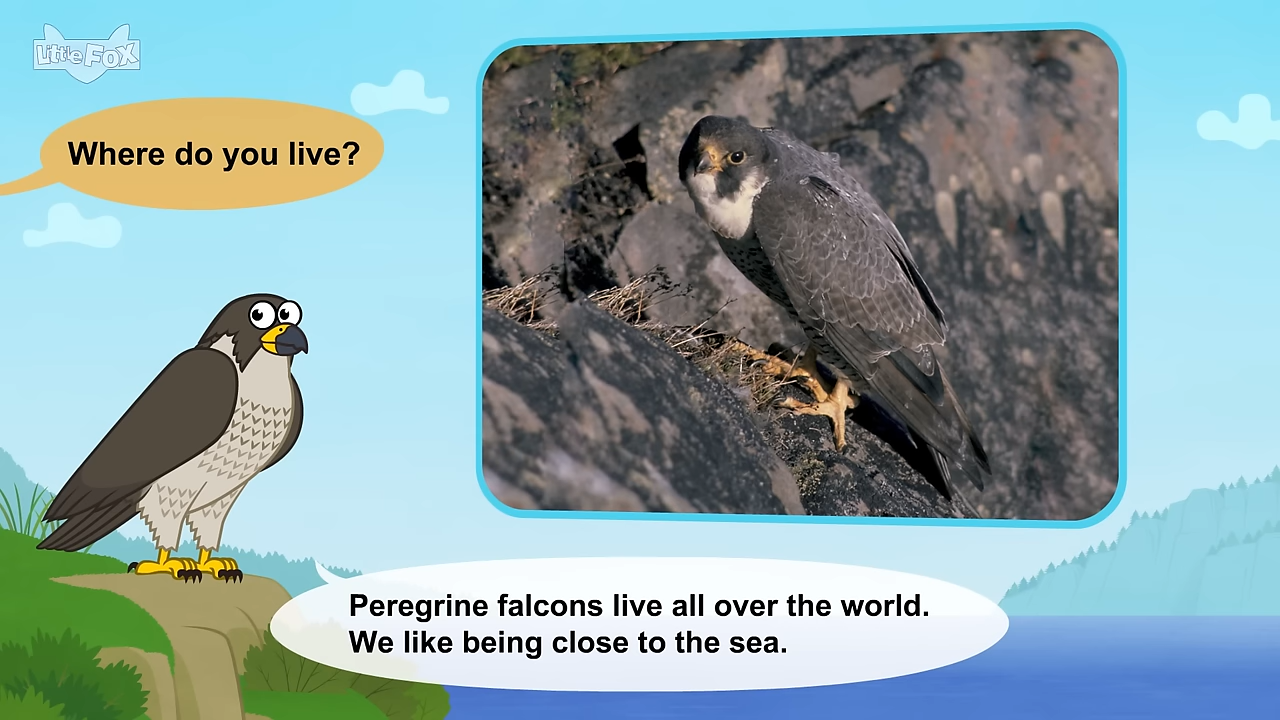 Little Fox
Where do you live?
Peregrine falcons live all over the world.
We like being close to the sea.